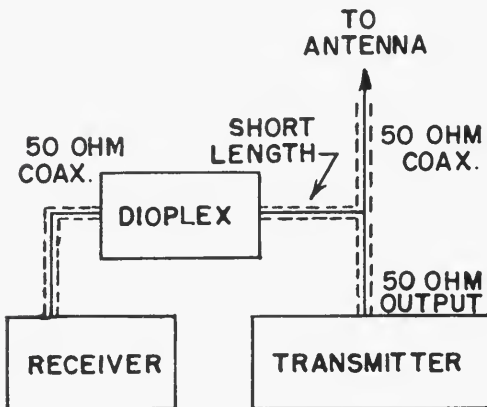 TO
ANTENNA
SHORT
LENGTH
50 OHM
COAX.
50 OHM
COAX.
DIOPLEX
50 OHM
OUTPUT
RECEIVER
TRANSMITTER